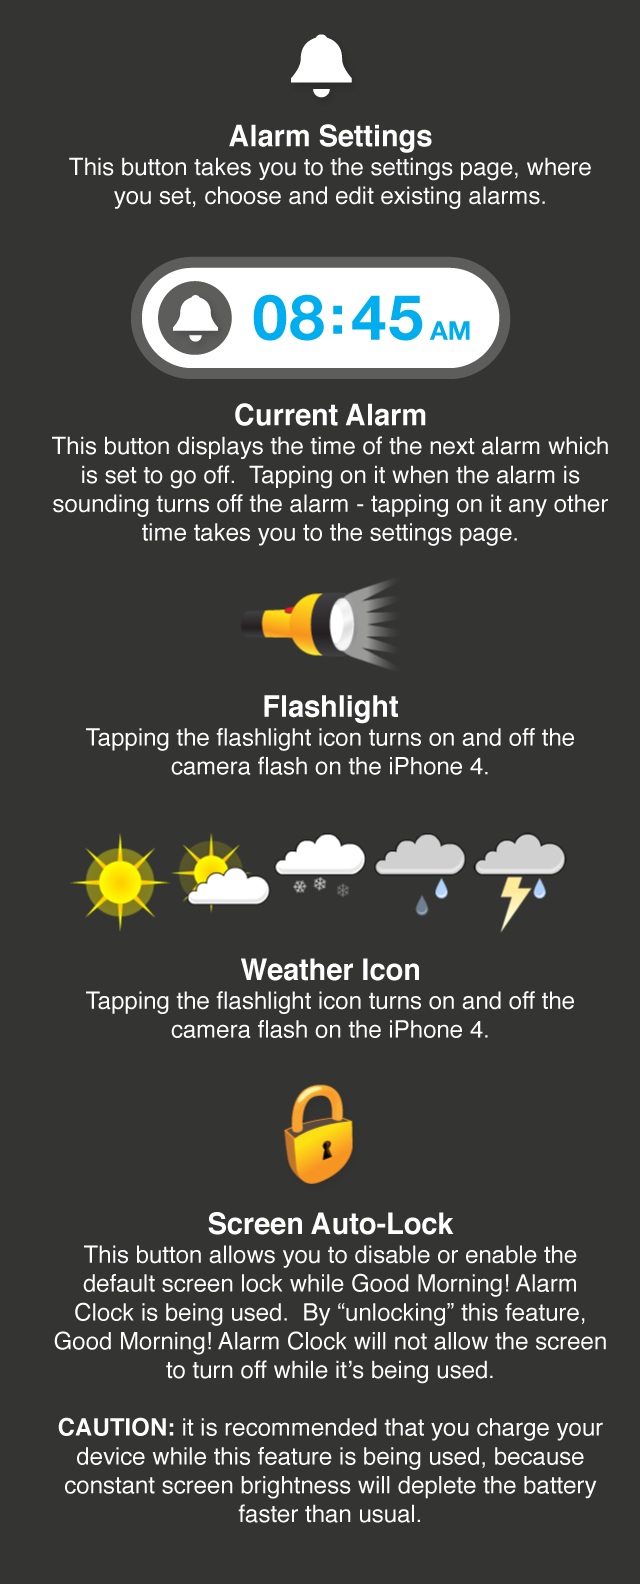 Alarm Settings
This button takes you to the settings page, where
you set, choose and edit existing alarms.
08:45 AM
Current Alarm
This button displays the time of the next alarm which
is set to go off.  Tapping on it when the alarm is
sounding turns off the alarm - tapping on it any other
time takes you to the settings page.
Flashlight
Tapping the flashlight icon turns on and off the
camera flash on the iPhone 4.
Weather Icon
Tapping the flashlight icon turns on and off the
camera flash on the iPhone 4.
Screen Auto-Lock
This button allows you to disable or enable the
default screen lock while Good Morning! Alarm
Clock is being used.  By “unlocking” this feature,
Good Morning! Alarm Clock will not allow the screen
to turn off while it’s being used.
CAUTION: it is recommended that you charge your
device while this feature is being used, because
constant screen brightness will deplete the battery
faster than usual.